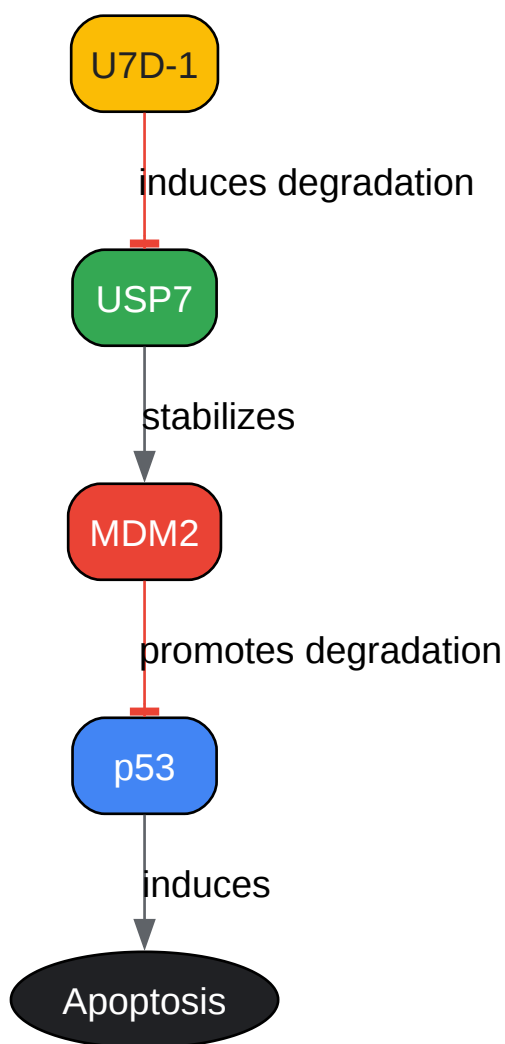 U7D-1
induces degradation
USP7
stabilizes
MDM2
promotes degradation
p53
induces
Apoptosis